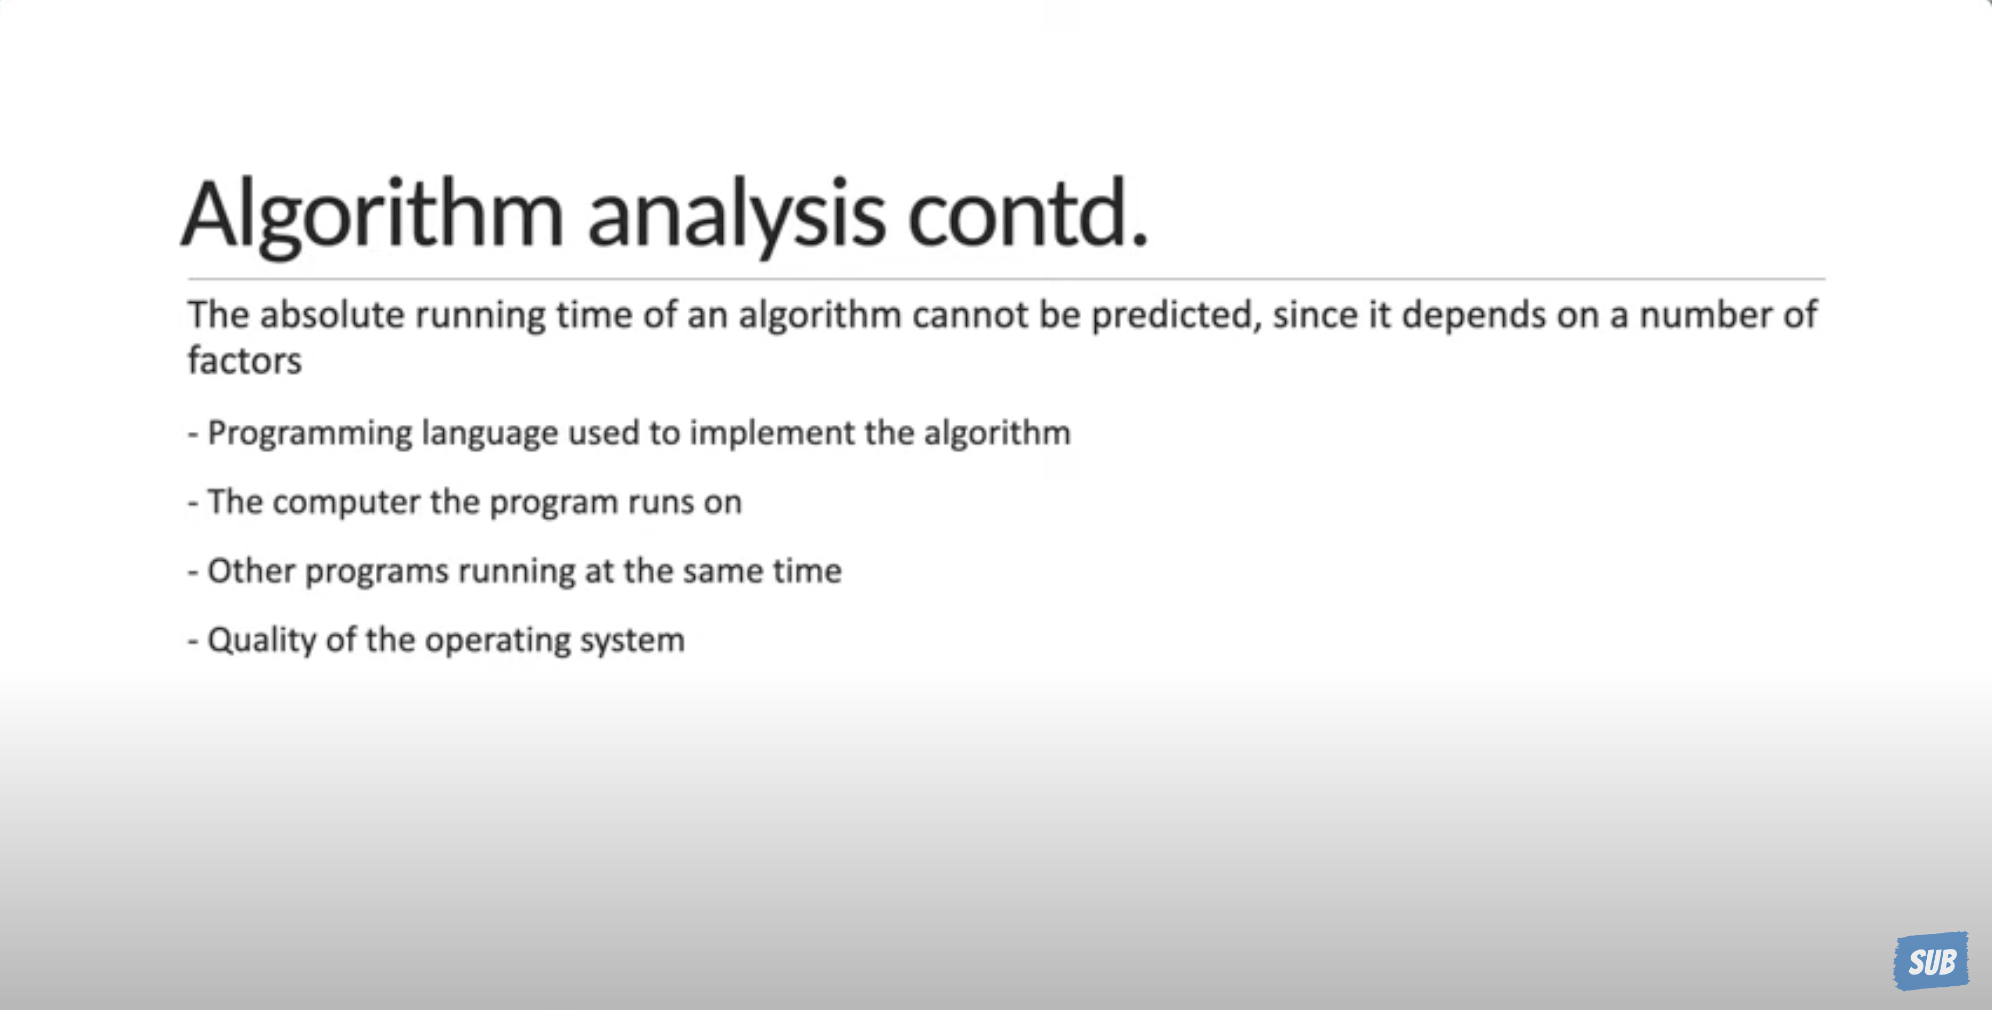 Algorithm analysis contd.
The absolute running time of an algorithm cannot be predicted, since it depends on a number of
factors
- Programming language used to implement the algorithm
- The computer the program runs on
- Other programs running at the same time
- Quality of the operating system
SUB